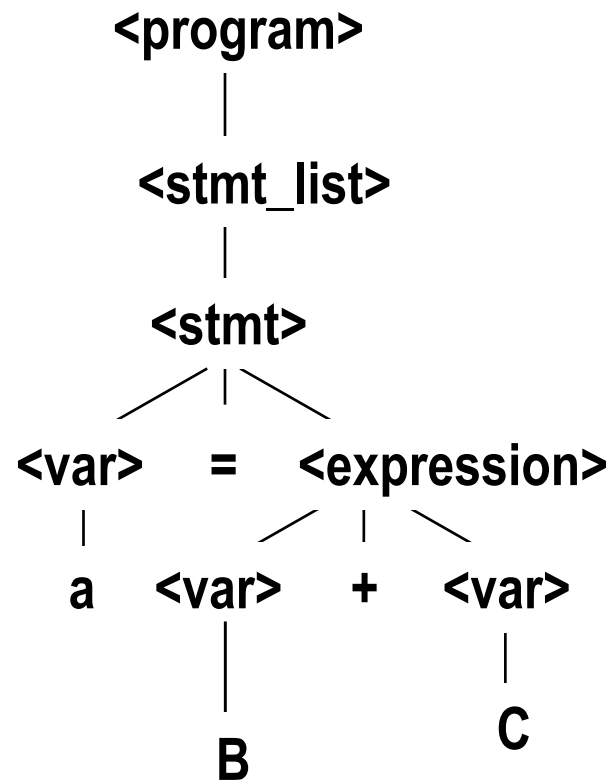 <program>
<stmt_list>
<stmt>
<var> = <expression>
a <var> + <var>
C
B